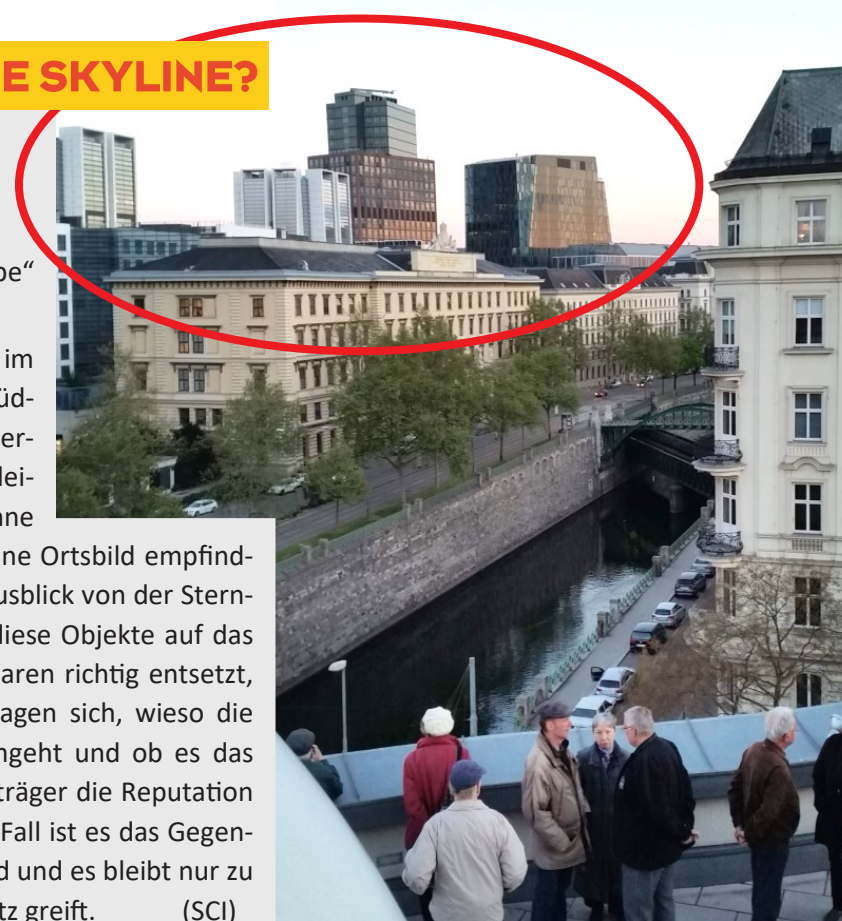 E SKYLINE?
pe“
im
üd-
er-
lei-
ne Ortsbild empfind-
usblick von der Stern-
diese Objekte auf das
aren richtig entsetzt,
agen sich, wieso die
ngeht und ob es das
träger die Reputation
Fall ist es das Gegen-
d und es bleibt nur zu
tz greift. (SCI)